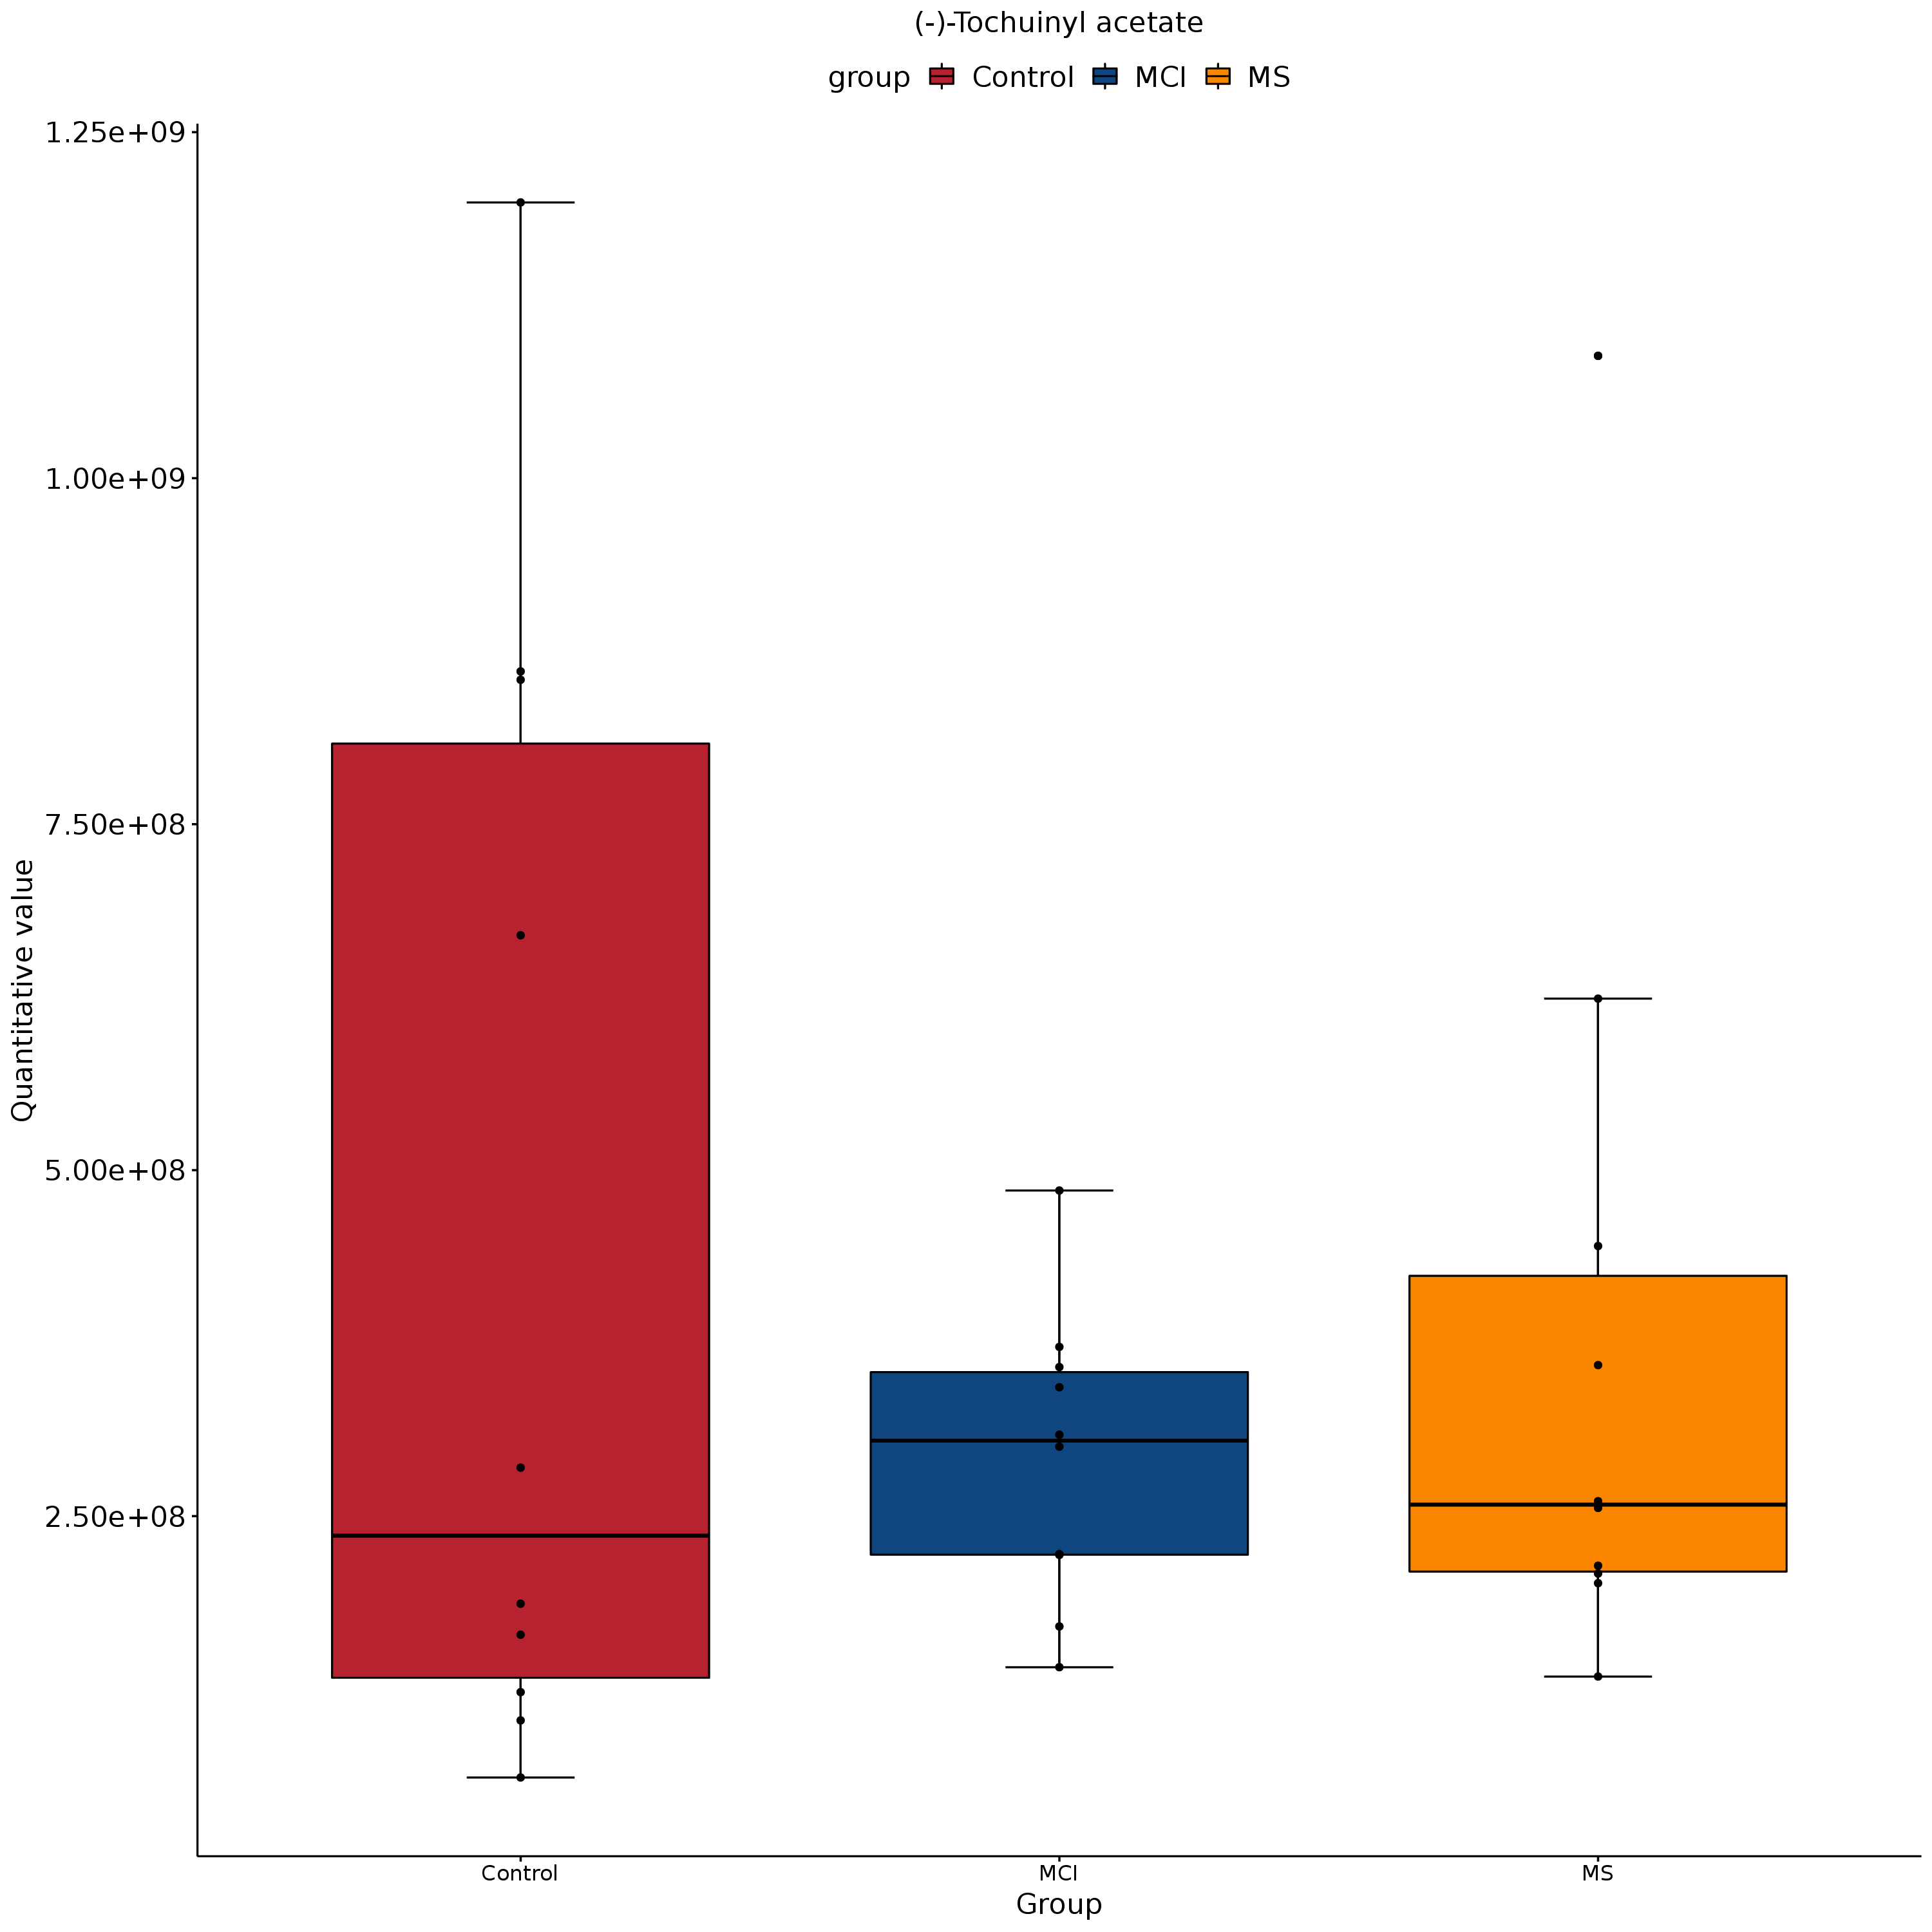 (-)-Tochuinyl acetate
group Control MCI MS
1.25e+09
1.00e+09
7.50e+08
5.00e+08
2.50e+08
Quantitative value
Control MCI MS
Group